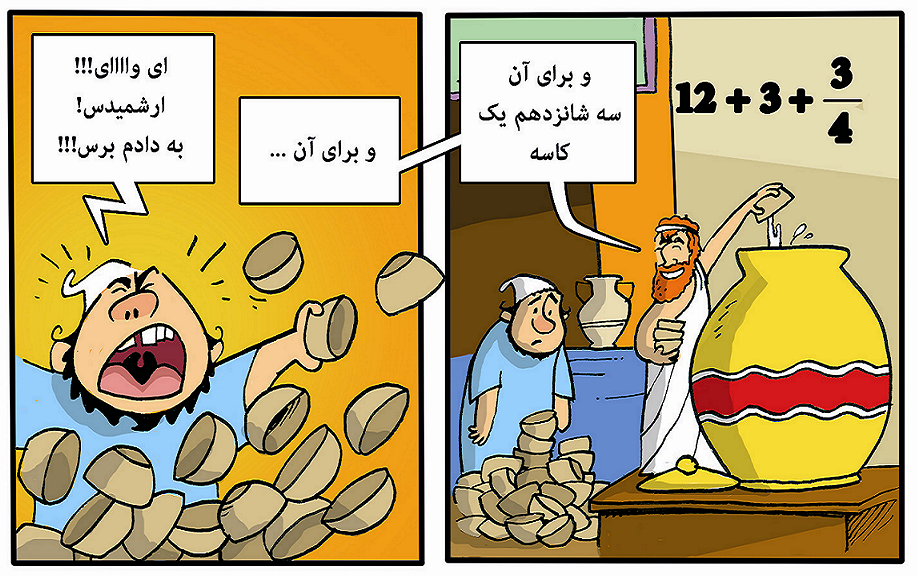 و برای آن
سه شانزدهم یک
کاسه
12 + 3 + 3/4
و برای آن ...
ای واااای!!!
ارشمیدس!
به دادم برس!!!